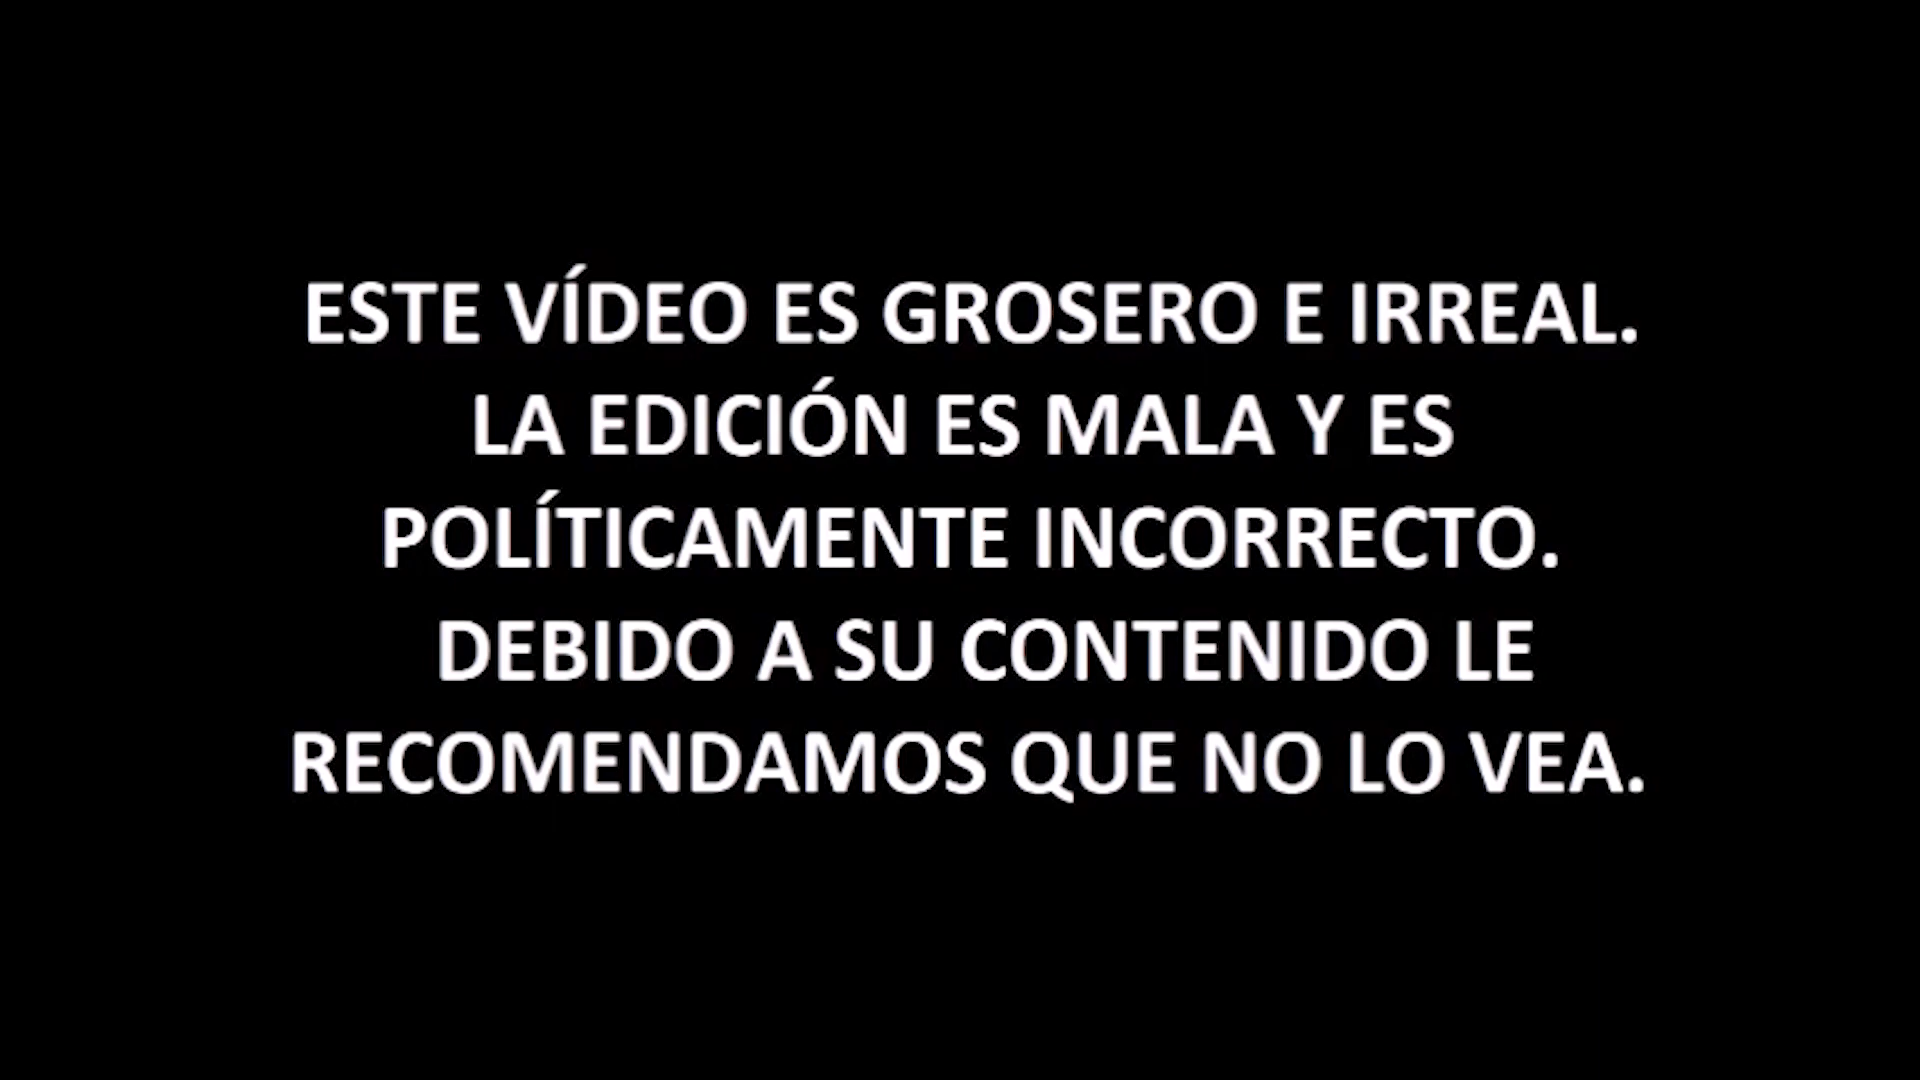 ESTE VÍDEO ES GROSERO E IRREAL.
LA EDICIÓN ES MALA Y ES
POLÍTICAMENTE INCORRECTO.
DEBIDO A SU CONTENIDO LE
RECOMENDAMOS QUE NO LO VEA.